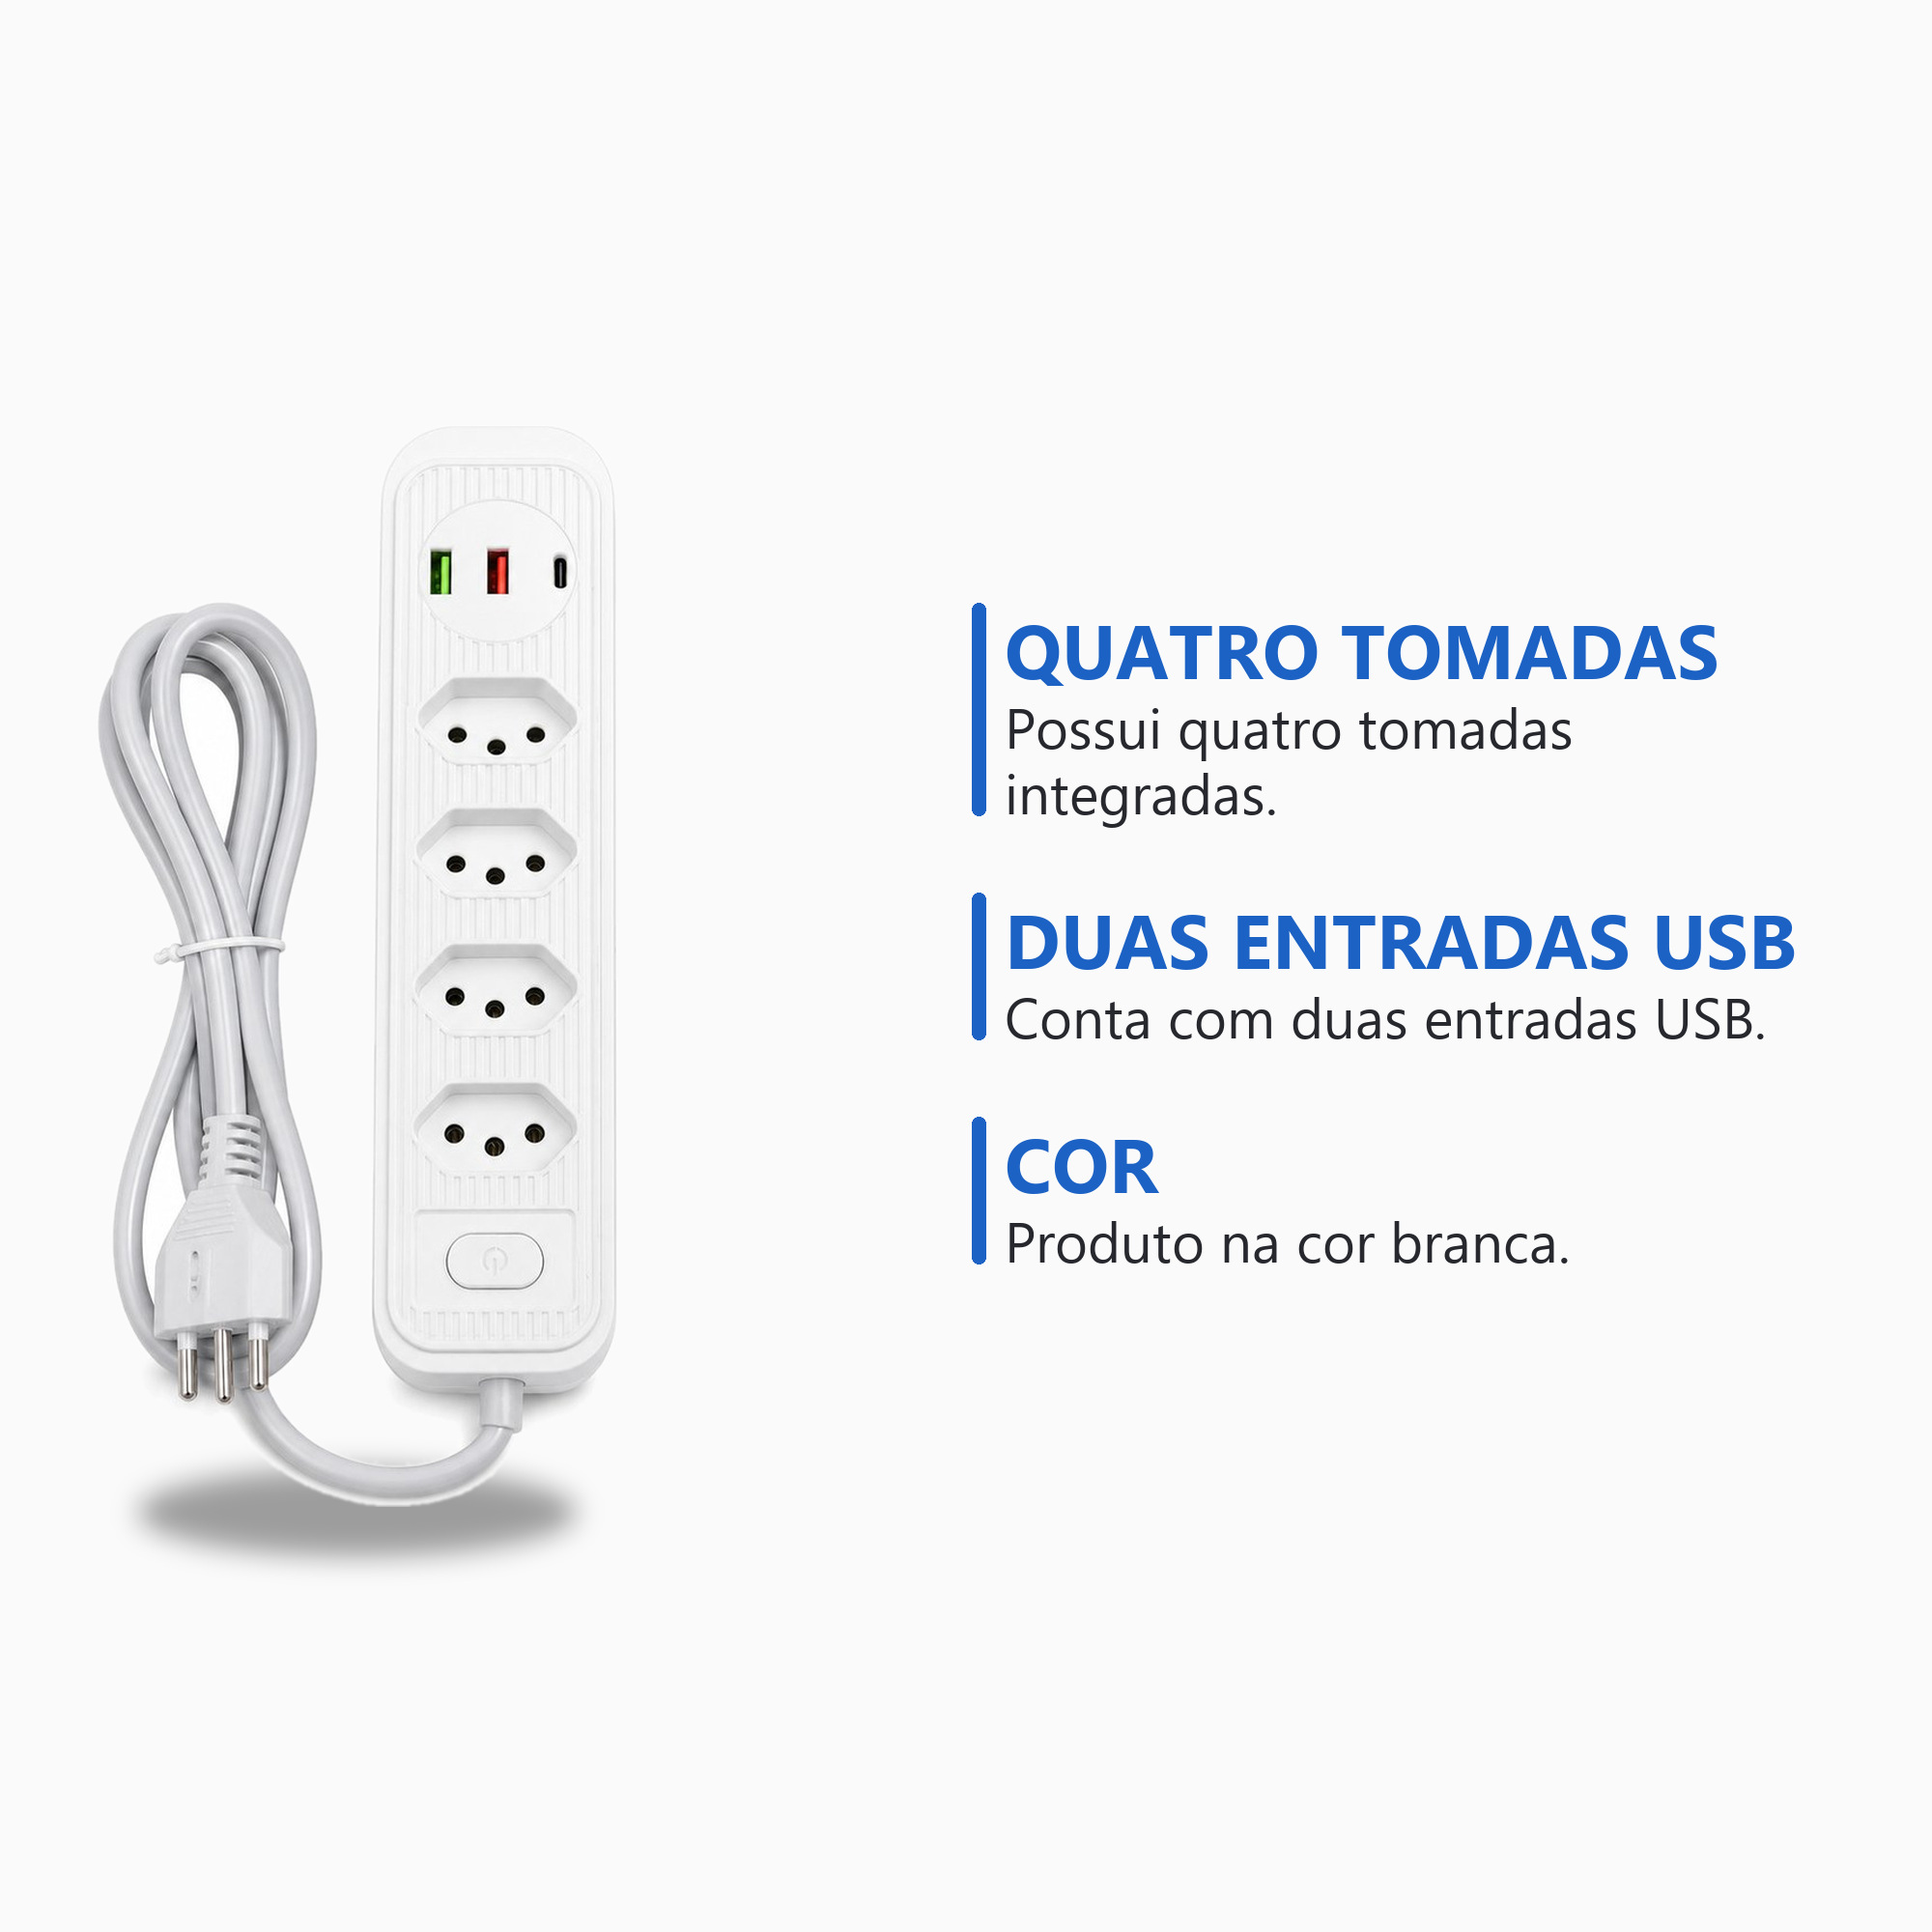 QUATRO TOMADAS
Possui quatro tomadas
integradas.
DUAS ENTRADAS USB
Conta com duas entradas USB.
COR
Produto na cor branca.